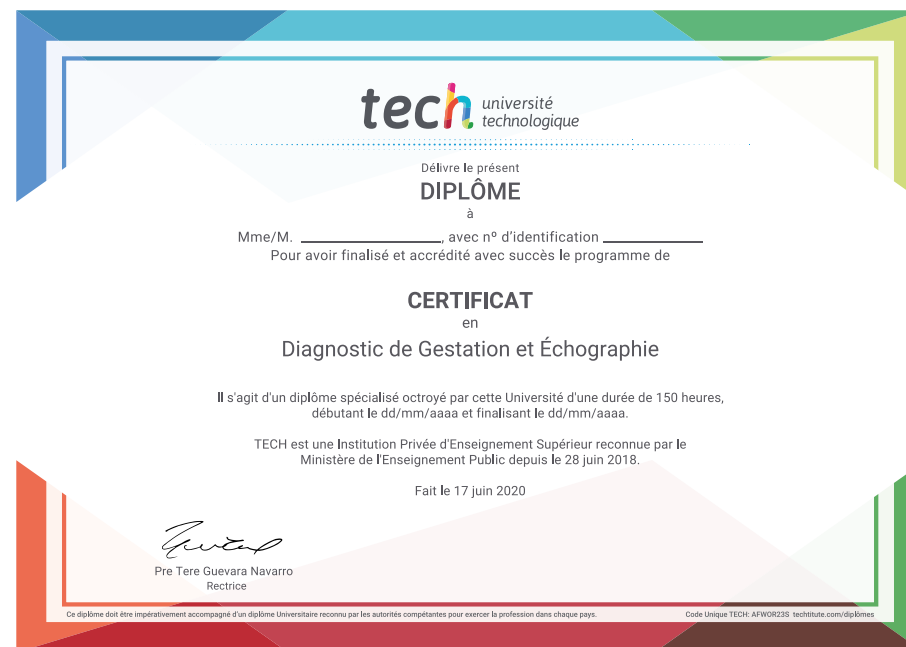 tech université
technologique
Délivre le présent
DIPLÔME
à
Mme/M. ____________________, avec nº d'identification ______________
Pour avoir finalisé et accrédité avec succès le programme de
CERTIFICAT
en
Diagnostic de Gestation et Échographie
Il s'agit d'un diplôme spécialisé octroyé par cette Université d'une durée de 150 heures,
débutant le dd/mm/aaaa et finalisant le dd/mm/aaaa.
TECH est une Institution Privée d'Enseignement Supérieur reconnue par le
Ministère de l'Enseignement Public depuis le 28 juin 2018.
Fait le 17 juin 2020
Pre Tere Guevara Navarro
Rectrice
Ce diplôme doit être impérativement accompagné d'un diplôme Universitaire reconnu par les autorités compétantes pour exercer la profession dans chaque pays.
Code Unique TECH: AFWOR23S techtitute.com/diplômes